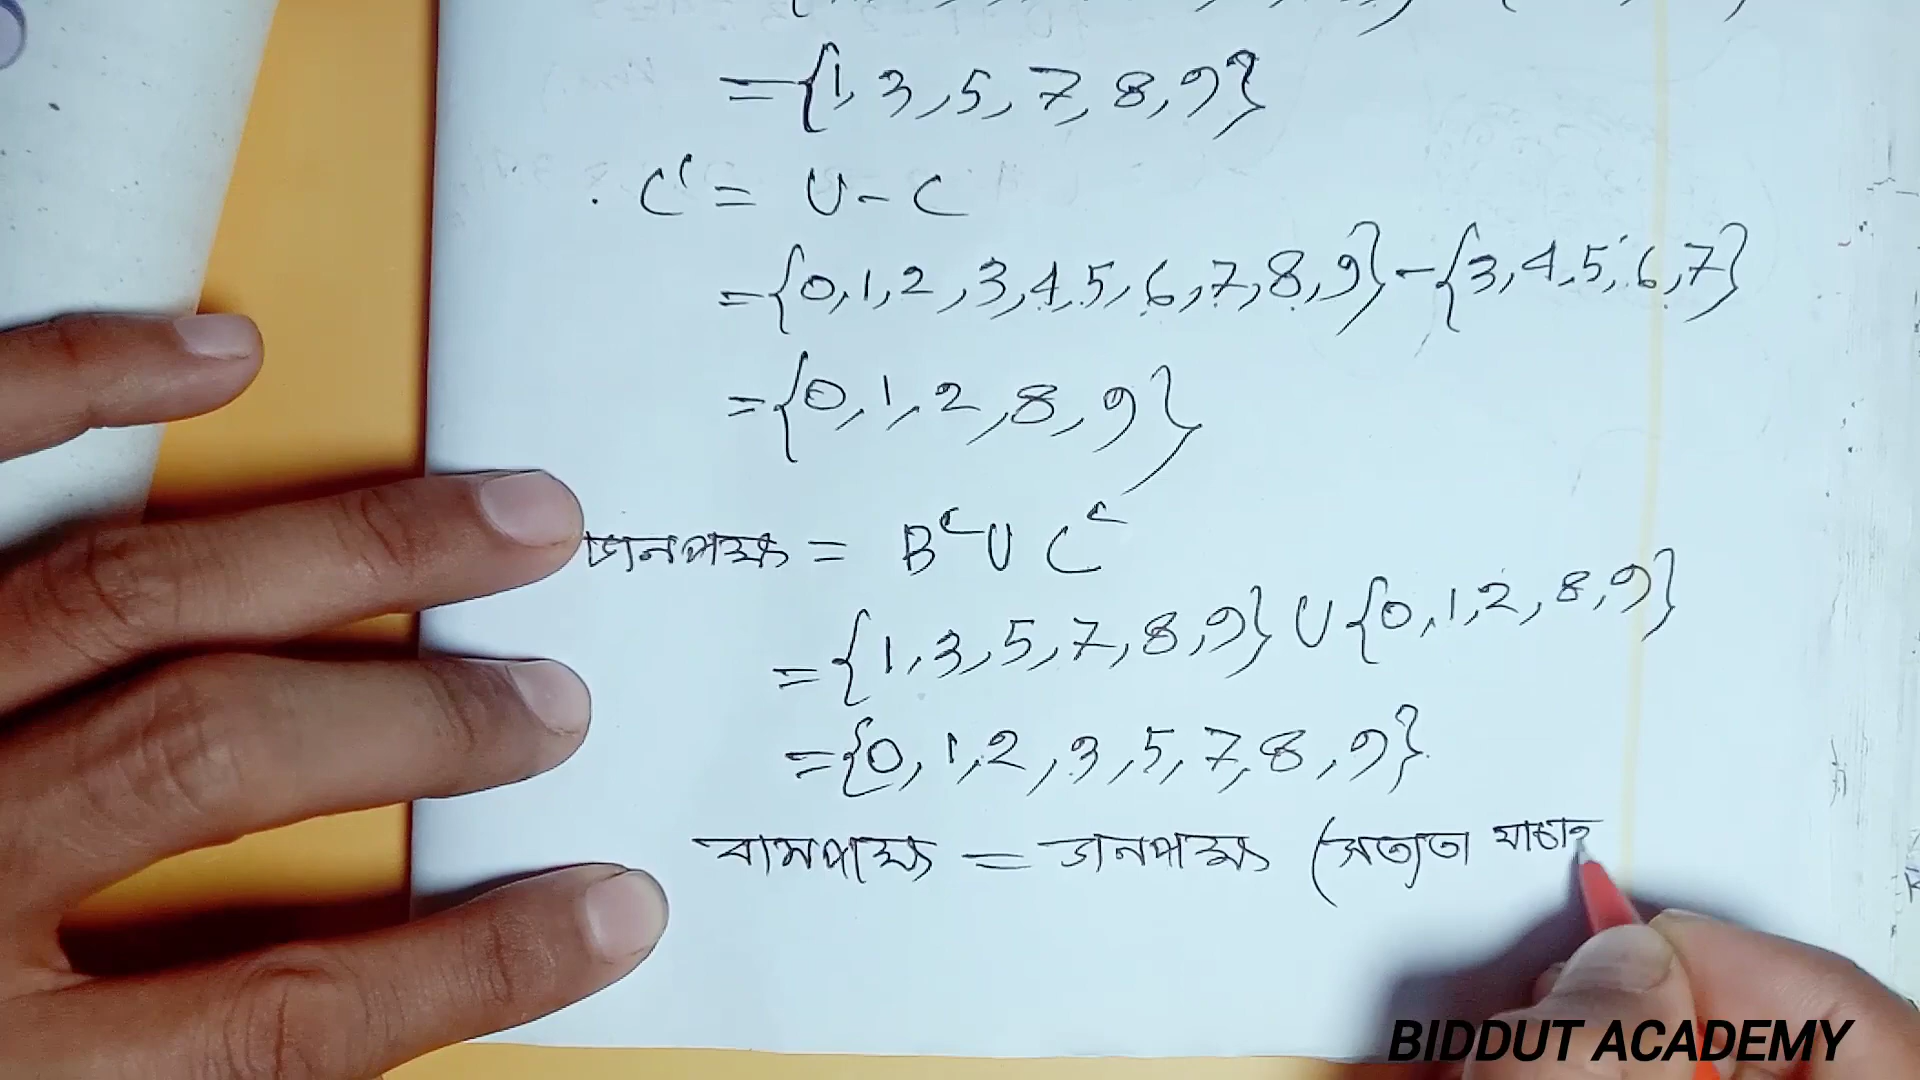 ={1,3,5,7,8,9}
C' = U-C
={0,1,2,3,4,5,6,7,8,9}-{3,4,5,6,7}
={0,1,2,8,9}
ডানপক্ষ = B^c U C^c
={1,3,5,7,8,9} U {0,1,2,8,9}
={0,1,2,3,5,7,8,9}
বামপক্ষ = ডানপক্ষ (সত্যতা যাচাই
BIDDUT ACADEMY